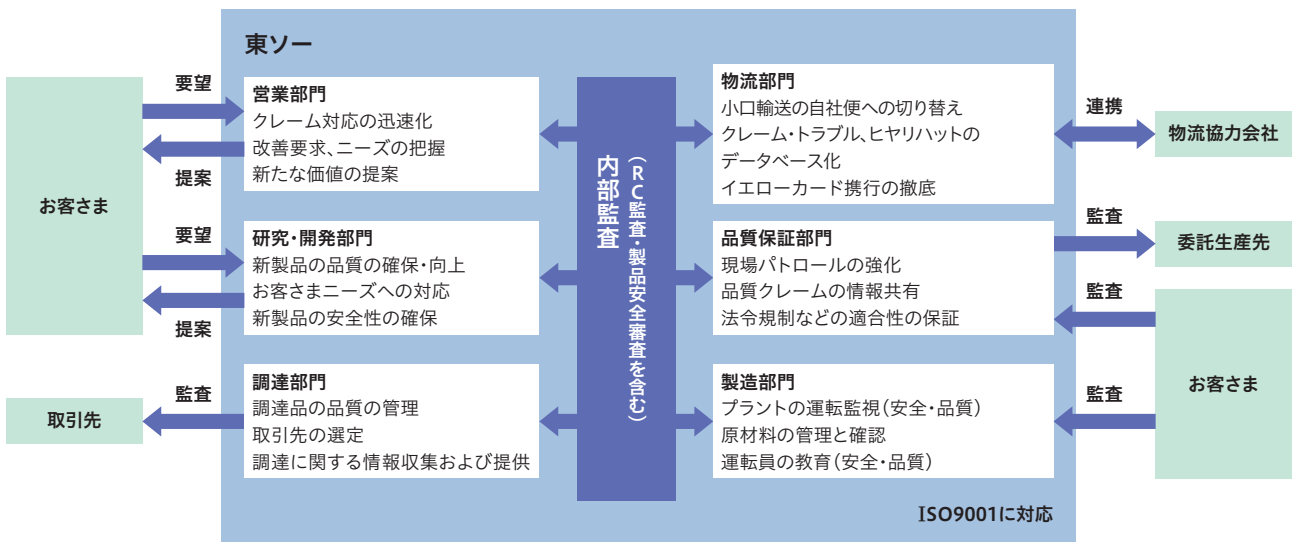 東ソー
お客さま
要望
提案
要望
提案
監査
取引先
営業部門
クレーム対応の迅速化
改善要求、ニーズの把握
新たな価値の提案
研究・開発部門
新製品の品質の確保・向上
お客さまニーズへの対応
新製品の安全性の確保
調達部門
調達品の品質の管理
取引先の選定
調達に関する情報収集および提供
内部監査
（RC監査・製品安全審査を含む）
物流部門
小口輸送の自社便への切り替え
クレーム・トラブル、ヒヤリハットの
データベース化
イエローカード携行の撤底
品質保証部門
現場パトロールの強化
品質クレームの情報共有
法令規制などの適合性の保証
製造部門
プラントの運転監視（安全・品質）
原材料の管理と確認
運転員の教育（安全・品質）
連携
物流協力会社
監査
委託生産先
監査
監査
お客さま
ISO9001に対応